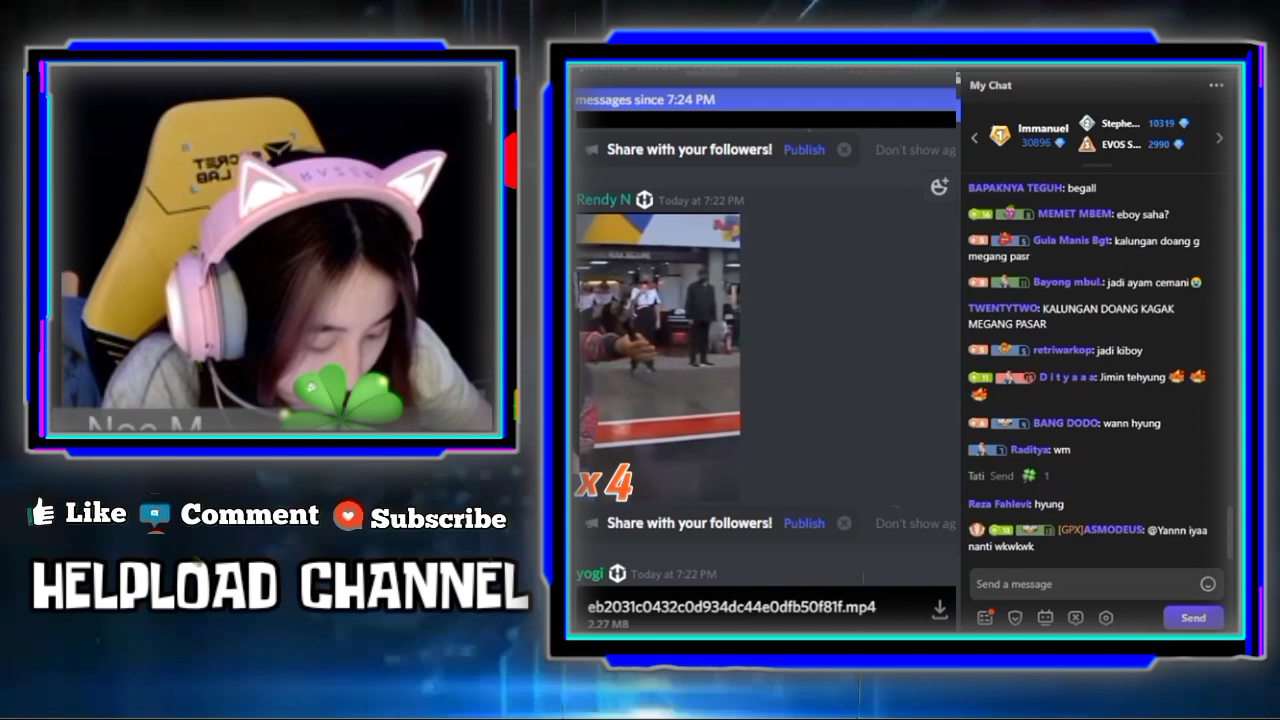 Like Comment Subscribe
HELPLOAD CHANNEL
messages since 7:24 PM
Share with your followers! Publish Don't show ag
Rendy N Today at 7:22 PM
x 4
Share with your followers! Publish Don't show ag
yogi Today at 7:22 PM
eb2031c0432c0d934dc44e0dfb50f81f.mp4
2.27 MB
My Chat
1 Immanuel 30896
2 Stephe... 10319
3 EVOS S... 2990
BAPAKNYA TEGUH: begall
MEMET MBEM: eboy saha?
Gula Manis Bgt: kalungan doang g
megang pasr
Bayong mbul.: jadi ayam cemani😭
TWENTYTWO: KALUNGAN DOANG KAGAK
MEGANG PASAR
retriwarkop: jadi kiboy
D i t y a a a: Jimin tehyung 🥰 🥰
🥰
BANG DODO: wann hyung
Raditya: wm
Tati Send 🍀 1
Reza Fahlevi: hyung
[GPX]ASMODEUS: @Yannn iyaa
nanti wkwkwk
Send a message
Send